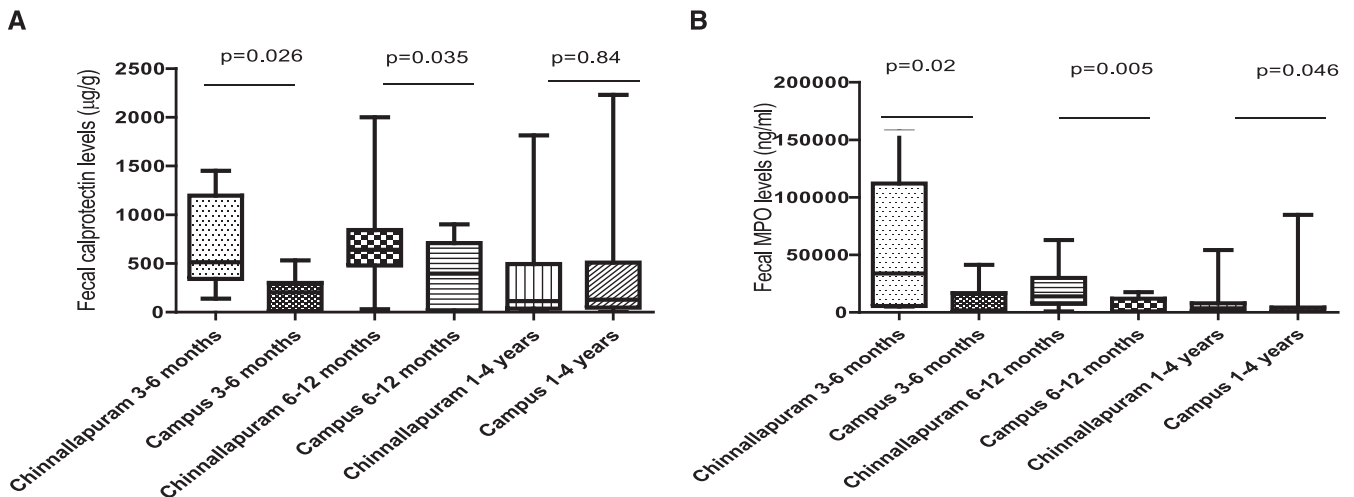 A
p=0.026
p=0.035
p=0.84
Fecal calprotectin levels (µg/g)
2500
2000
1500
1000
500
0
Chinnallapuram 3-6 months
Campus 3-6 months
Chinnallapuram 6-12 months
Campus 6-12 months
Chinnallapuram 1-4 years
Campus 1-4 years
B
p=0.02
p=0.005
p=0.046
Fecal MPO levels (ng/ml)
200000
150000
100000
50000
0
Chinnallapuram 3-6 months
Campus 3-6 months
Chinnallapuram 6-12 months
Campus 6-12 months
Chinnallapuram 1-4 years
Campus 1-4 years